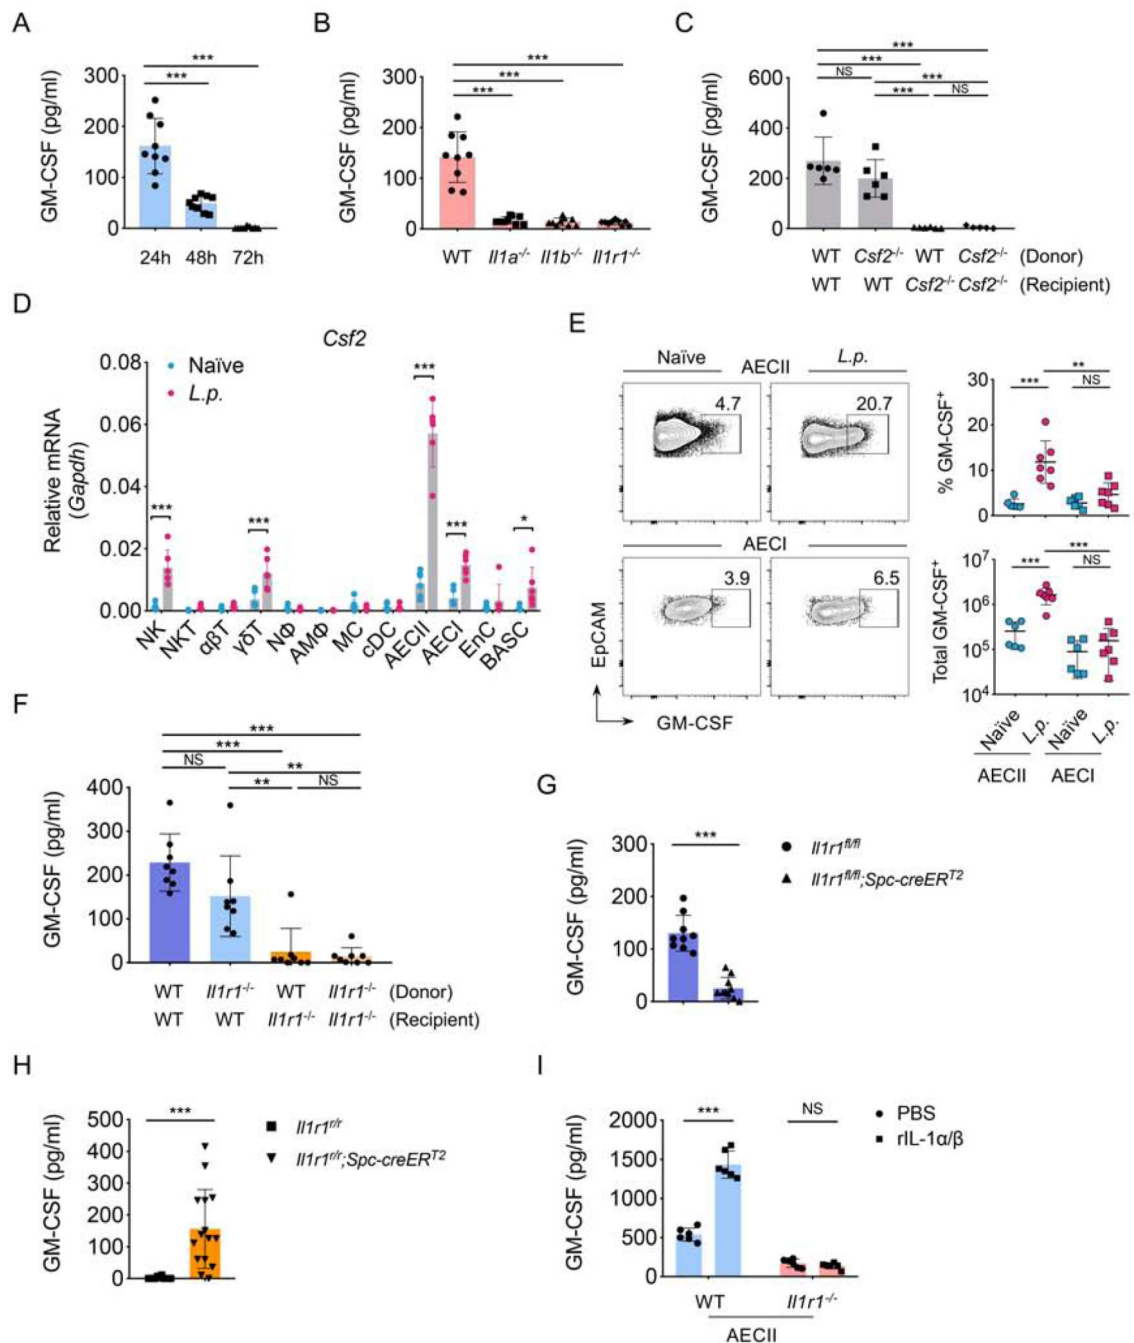 A
***
***
GM-CSF (pg/ml)
300
200
100
0
24h 48h 72h
B
***
***
***
GM-CSF (pg/ml)
300
200
100
0
WT Il1a-/- Il1b-/- Il1r1-/-
C
***
***
NS ***
*** NS
GM-CSF (pg/ml)
600
400
200
0
WT Csf2-/- WT Csf2-/- (Donor)
WT WT Csf2-/- Csf2-/- (Recipient)
D
Csf2
Naïve
L.p.
Relative mRNA
(Gapdh)
0.08
0.06
0.04
0.02
0.00
*** *** *** *** *
NK NKT αβT γδT NΦ AMΦ MC cDC AECII AECI EnC BASC
E
Naïve AECII L.p.
4.7 20.7
AECI
3.9 6.5
EpCAM
GM-CSF
**
*** NS
% GM-CSF+
30
20
10
0
***
*** NS
Total GM-CSF+
10^7
10^6
10^5
10^4
Naïve L.p. Naïve L.p.
AECII AECI
F
***
***
NS **
** NS
GM-CSF (pg/ml)
400
300
200
100
0
WT Il1r1-/- WT Il1r1-/- (Donor)
WT WT Il1r1-/- Il1r1-/- (Recipient)
G
***
GM-CSF (pg/ml)
300
200
100
0
Il1r1fl/fl
Il1r1fl/fl;Spc-creERT2
H
***
GM-CSF (pg/ml)
500
400
300
200
100
0
Il1r1r/r
Il1r1r/r;Spc-creERT2
I
*** NS
GM-CSF (pg/ml)
2000
1500
1000
500
0
PBS
rIL-1α/β
WT Il1r1-/-
AECII